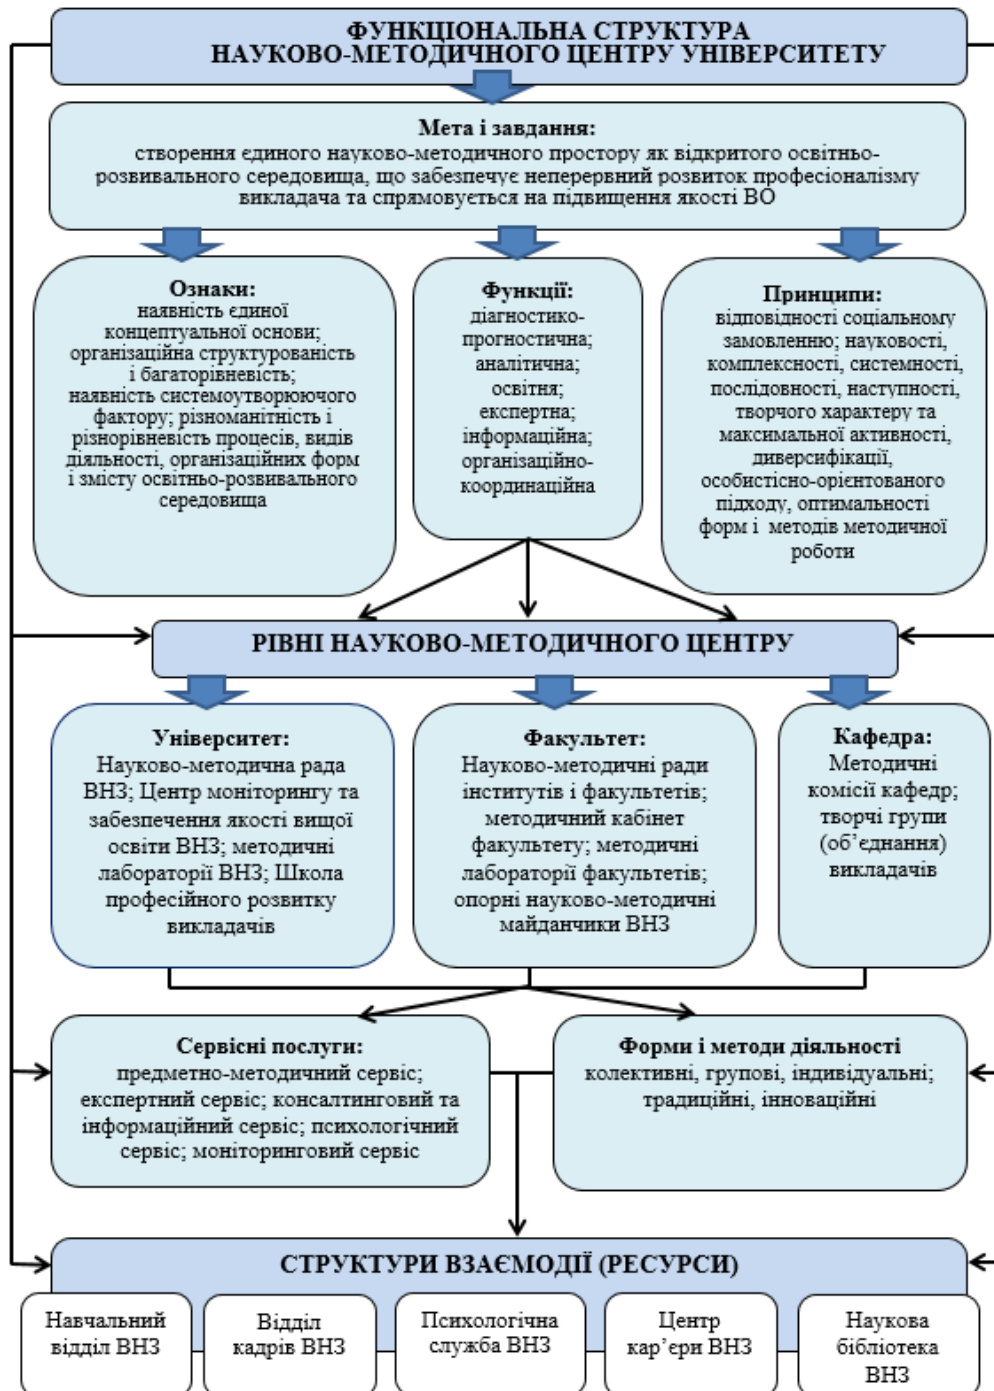 ФУНКЦІОНАЛЬНА СТРУКТУРА
НАУКОВО-МЕТОДИЧНОГО ЦЕНТРУ УНІВЕРСИТЕТУ
Мета і завдання:
створення єдиного науково-методичного простору як відкритого освітньо-
розвивального середовища, що забезпечує неперервний розвиток професіоналізму
викладача та спрямовується на підвищення якості ВО
Ознаки:
наявність єдиної
концептуальної основи;
організаційна структурованість
і багаторівневість;
наявність системоутворюючого
фактору; різноманітність і
різнорівневість процесів, видів
діяльності, організаційних форм
і змісту освітньо-розвивального
середовища
Функції:
діагностико-
прогностична;
аналітична;
освітня;
експертна;
інформаційна;
організаційно-
координаційна
Принципи:
відповідності соціальному
замовленню; науковості,
комплексності, системності,
послідовності, наступності,
творчого характеру та
максимальної активності,
диверсифікації,
особистісно-орієнтованого
підходу, оптимальності
форм і методів методичної
роботи
РІВНІ НАУКОВО-МЕТОДИЧНОГО ЦЕНТРУ
Університет:
Науково-методична рада
ВНЗ; Центр моніторингу та
забезпечення якості вищої
освіти ВНЗ; методичні
лабораторії ВНЗ; Школа
професійного розвитку
викладачів
Факультет:
Науково-методичні ради
інститутів і факультетів;
методичний кабінет
факультету; методичні
лабораторії факультетів;
опорні науково-методичні
майданчики ВНЗ
Кафедра:
Методичні
комісії кафедр;
творчі групи
(об’єднання)
викладачів
Сервісні послуги:
предметно-методичний сервіс;
експертний сервіс; консалтинговий та
інформаційний сервіс; психологічний
сервіс; моніторинговий сервіс
Форми і методи діяльності
колективні, групові, індивідуальні;
традиційні, інноваційні
СТРУКТУРИ ВЗАЄМОДІЇ (РЕСУРСИ)
Навчальний
відділ ВНЗ
Відділ
кадрів ВНЗ
Психологічна
служба ВНЗ
Центр
кар’єри ВНЗ
Наукова
бібліотека
ВНЗ